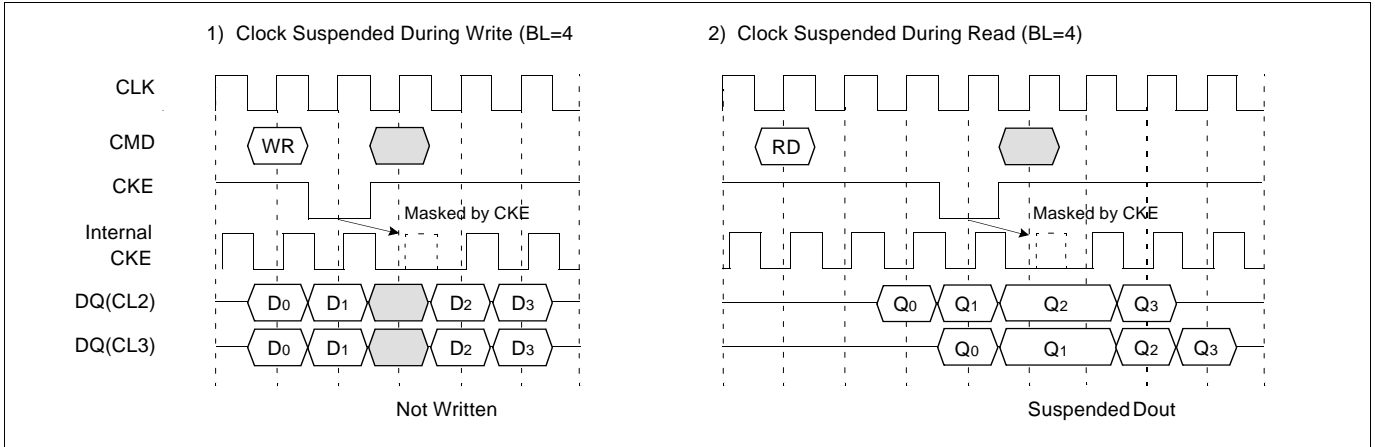 1) Clock Suspended During Write (BL=4
2) Clock Suspended During Read (BL=4)
CLK
CMD
WR
RD
CKE
Masked by CKE
Masked by CKE
Internal
CKE
DQ(CL2)
D0 D1 D2 D3
Q0 Q1 Q2 Q3
DQ(CL3)
D0 D1 D2 D3
Q0 Q1 Q2 Q3
Not Written
Suspended Dout